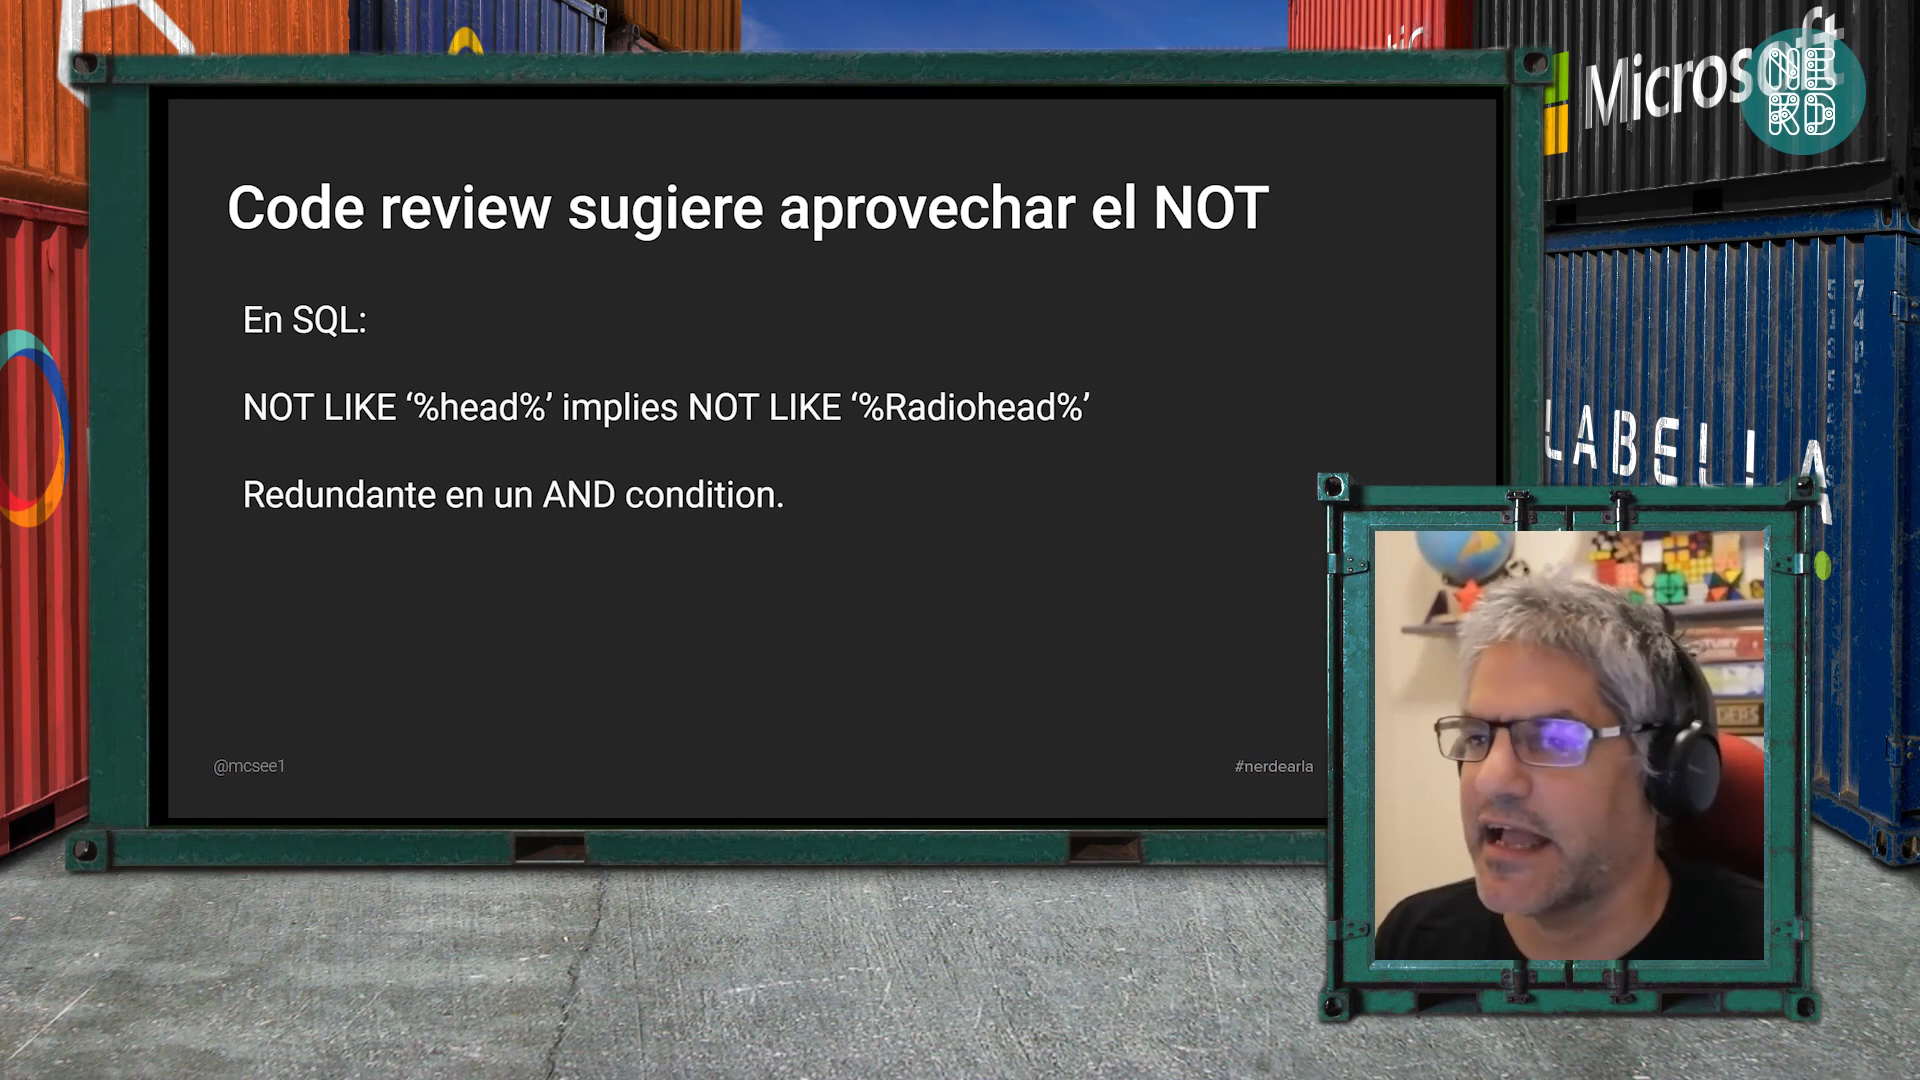 Microsoft
NERD
Code review sugiere aprovechar el NOT
En SQL:
NOT LIKE ‘%head%’ implies NOT LIKE ‘%Radiohead%’
Redundante en un AND condition.
LABELLA
@mcsee1
#nerdearla